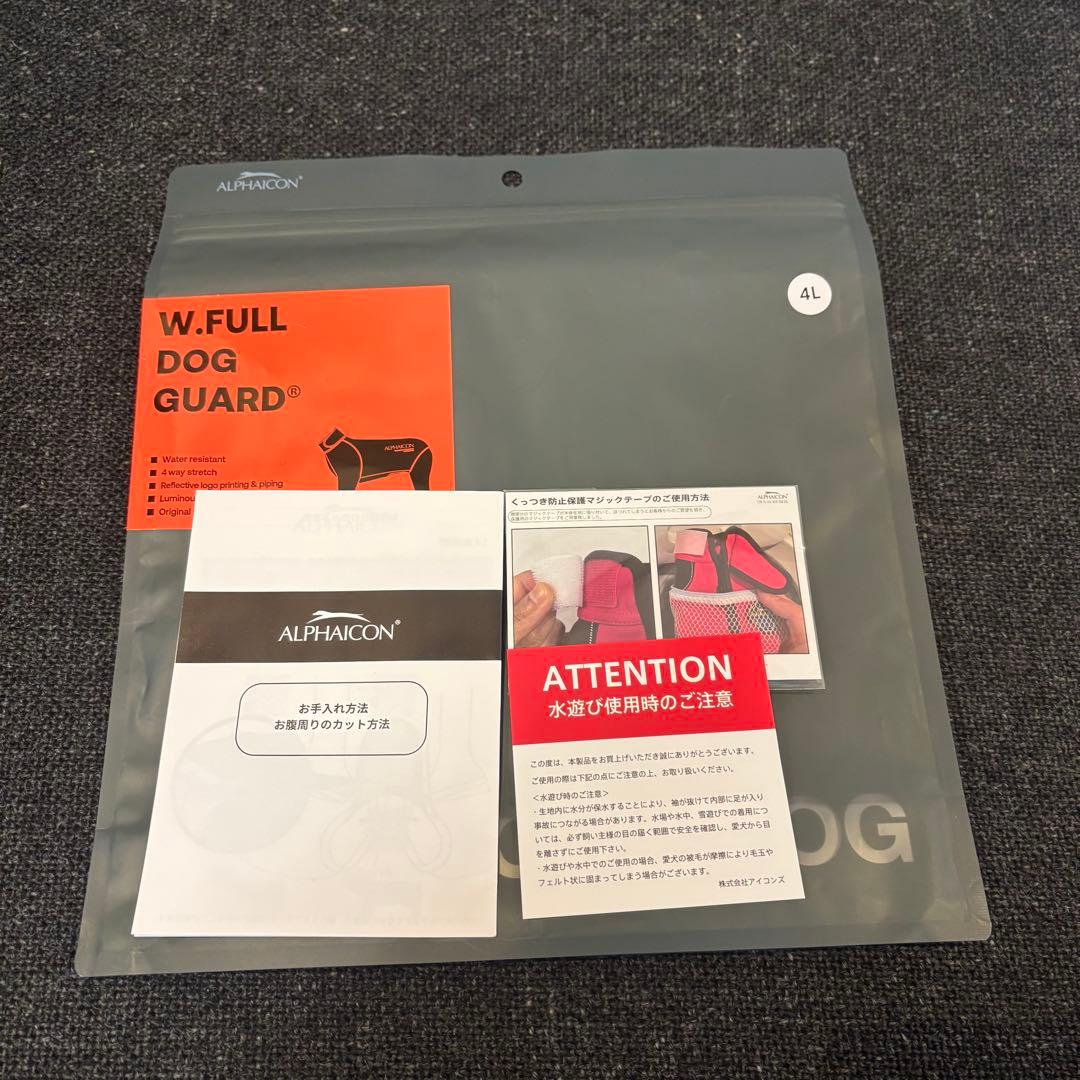 ALPHAICON®
4L
W.FULL
DOG
GUARD®
■ Water resistant
■ 4 way stretch
■ Reflective logo printing & piping
■ Luminou
■ Original
ALPHAICON
ALPHAICON®
お手入れ方法
お腹周りのカット方法
くっつき防止保護マジックテープのご使用方法
ALPHAICON
ATTENTION
水遊び使用時のご注意
この度は、本製品をお買上げいただき誠にありがとうございます。
ご使用の際は下記の点にご注意の上、お取り扱いください。
＜水遊び時のご注意＞
・生地内に水分が保水することにより、袖が抜けて内部に足が入り
事故につながる場合があります。水場や水中、雪遊びでの着用につ
いては、必ず飼い主様の目の届く範囲で安全を確認し、愛犬から目
を離さずにご使用下さい。
・水遊びや水中でのご使用の場合、愛犬の被毛が摩擦により毛玉や
フェルト状に固まってしまう場合がございます。
株式会社アイコンズ
OG